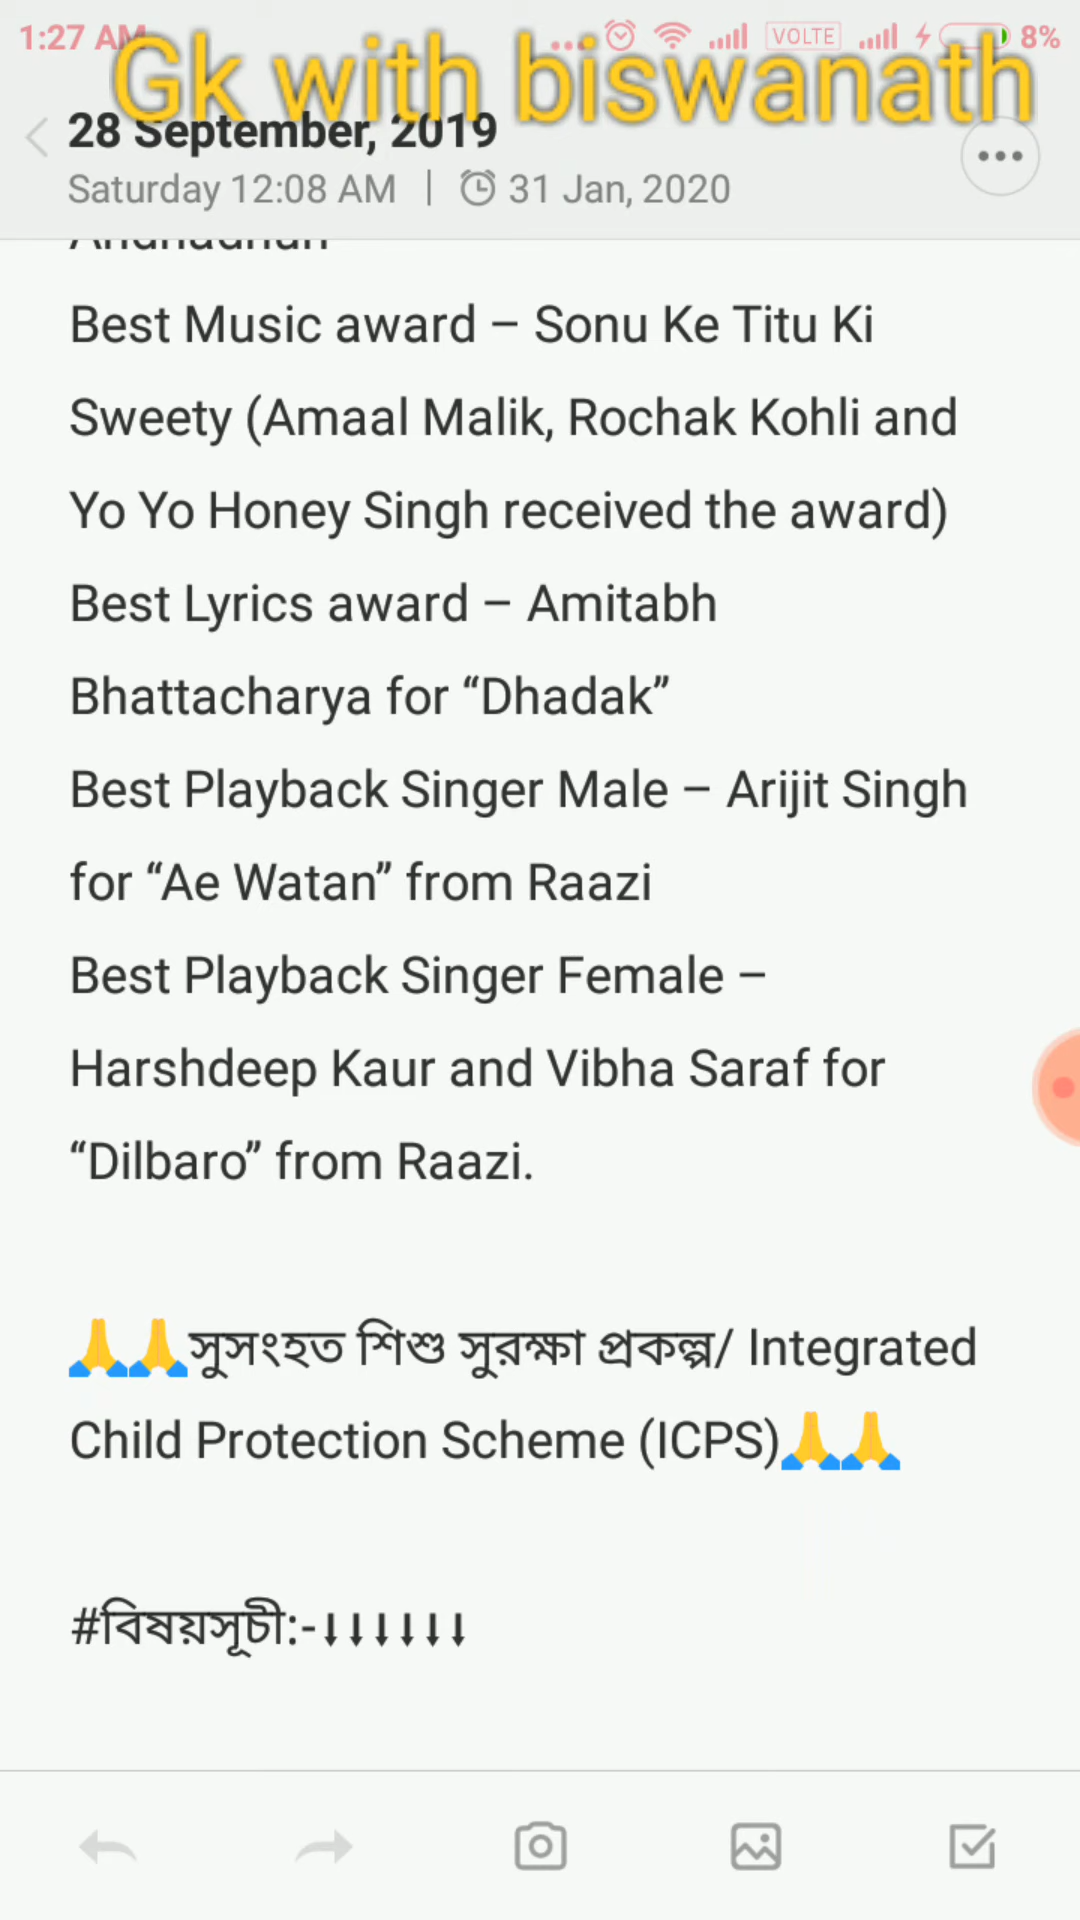 1:27 AM
VOLTE
8%
Gk with biswanath
28 September, 2019
Saturday 12:08 AM | 31 Jan, 2020
Best Music award – Sonu Ke Titu Ki
Sweety (Amaal Malik, Rochak Kohli and
Yo Yo Honey Singh received the award)
Best Lyrics award – Amitabh
Bhattacharya for “Dhadak”
Best Playback Singer Male – Arijit Singh
for “Ae Watan” from Raazi
Best Playback Singer Female –
Harshdeep Kaur and Vibha Saraf for
“Dilbaro” from Raazi.
🙏🙏সুসংহত শিশু সুরক্ষা প্রকল্প/ Integrated
Child Protection Scheme (ICPS)🙏🙏
#বিষয়সূচী:-⬇⬇⬇⬇⬇⬇